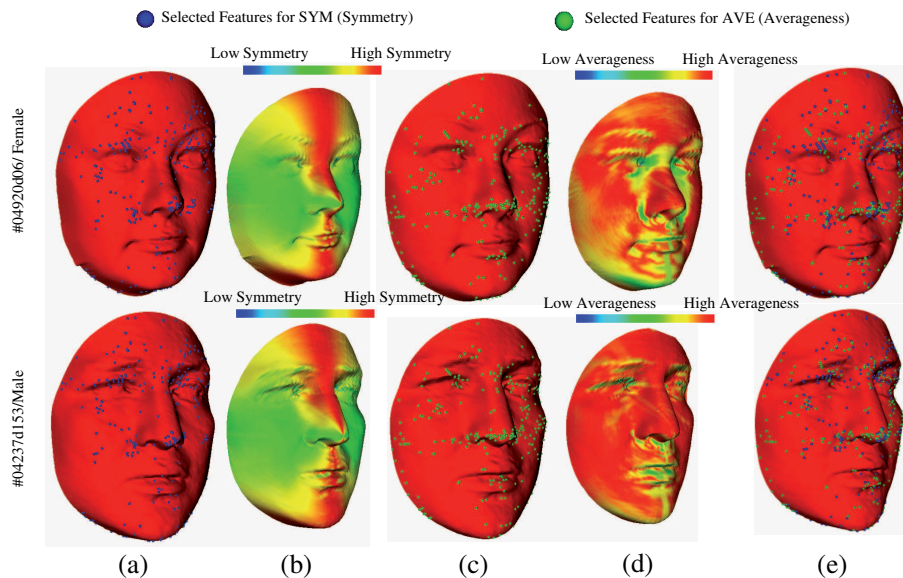 Selected Features for SYM (Symmetry)
Selected Features for AVE (Averageness)
Low Symmetry
High Symmetry
Low Averageness
High Averageness
#04920d06/ Female
Low Symmetry
High Symmetry
Low Averageness
High Averageness
#04237d153/Male
(a)
(b)
(c)
(d)
(e)